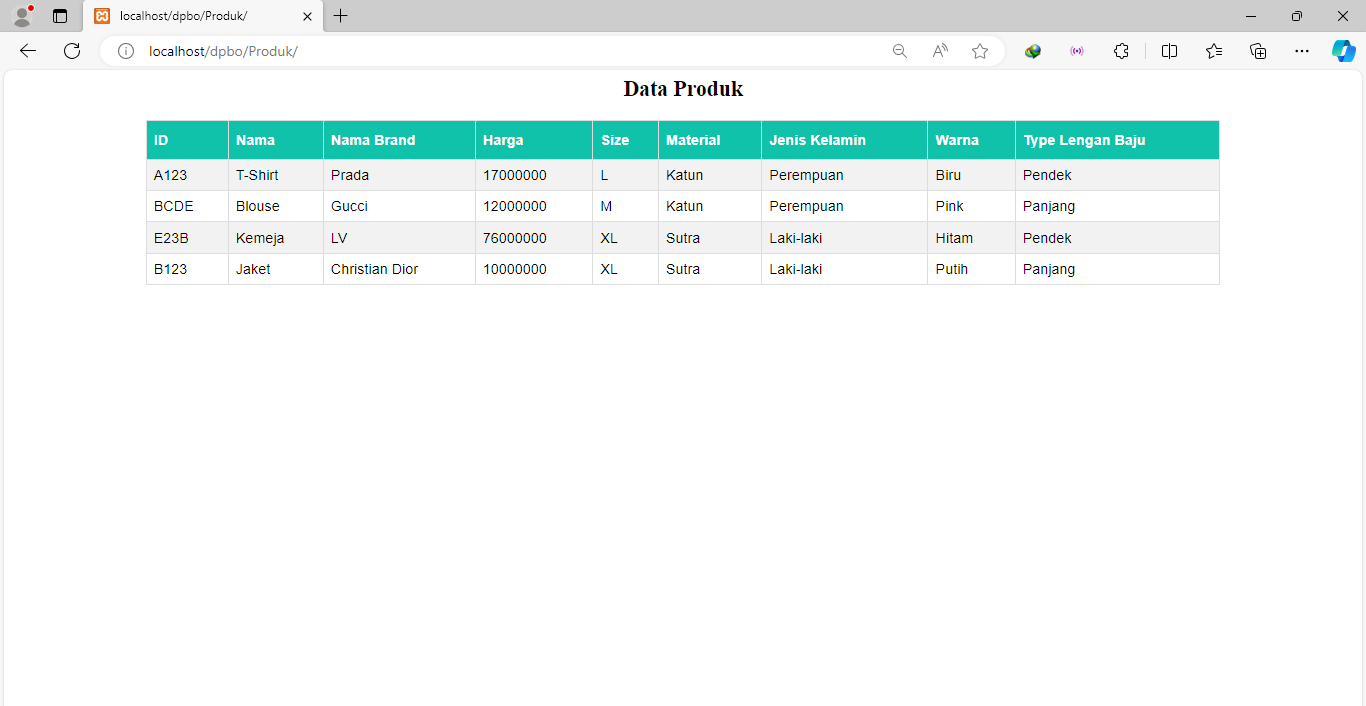 localhost/dpbo/Produk/
localhost/dpbo/Produk/
Data Produk
ID Nama Nama Brand Harga Size Material Jenis Kelamin Warna Type Lengan Baju
A123 T-Shirt Prada 17000000 L Katun Perempuan Biru Pendek
BCDE Blouse Gucci 12000000 M Katun Perempuan Pink Panjang
E23B Kemeja LV 76000000 XL Sutra Laki-laki Hitam Pendek
B123 Jaket Christian Dior 10000000 XL Sutra Laki-laki Putih Panjang